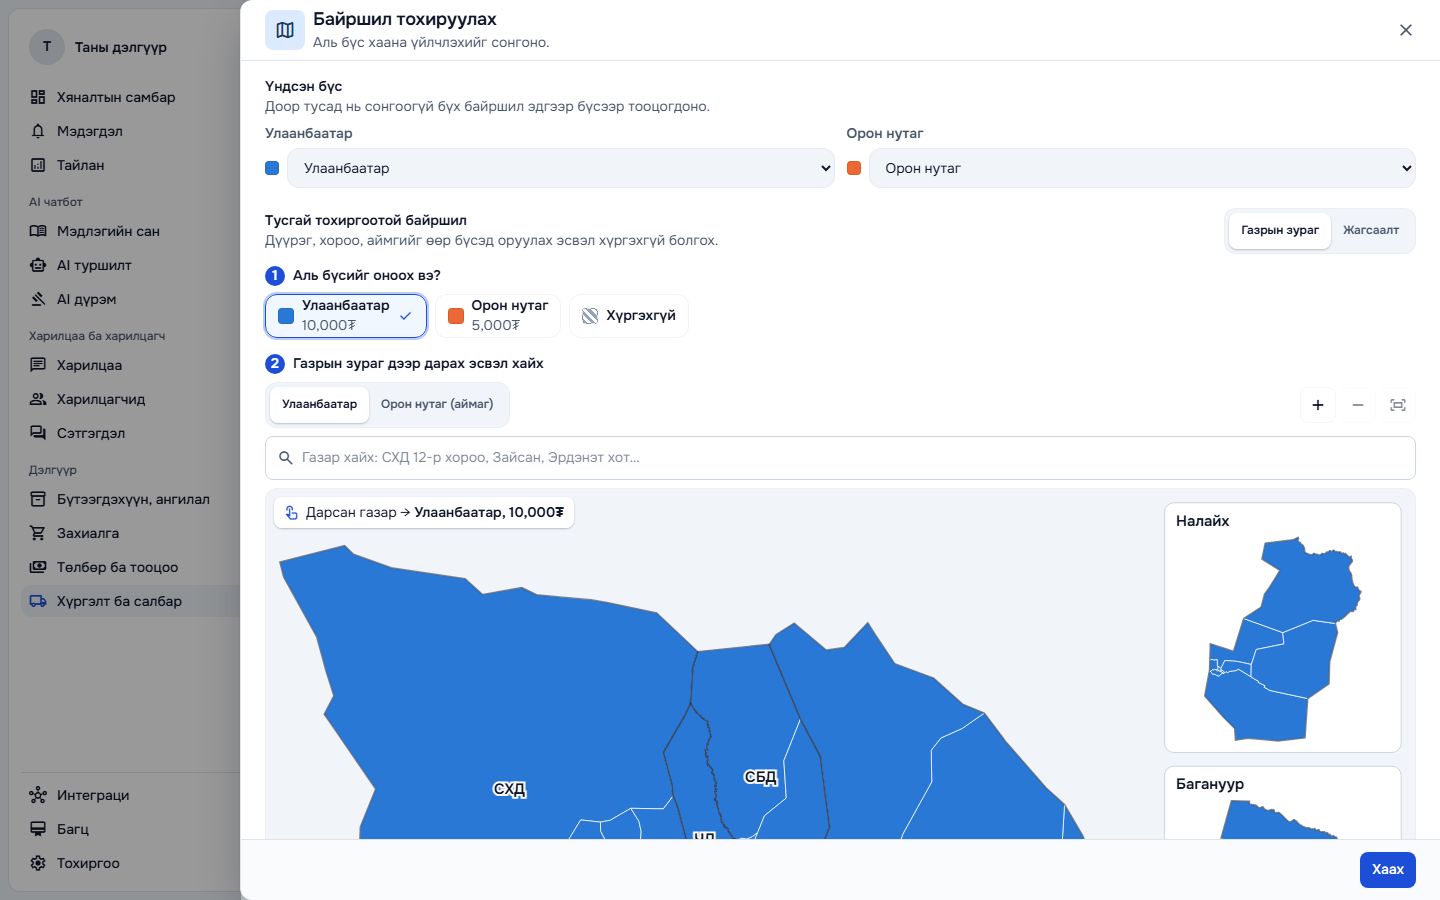 Т
Таны дэлгүүр
Хяналтын самбар
Мэдэгдэл
Тайлан
AI чатбот
Мэдлэгийн сан
AI туршилт
AI дүрэм
Харилцаа ба харилцагч
Харилцаа
Харилцагчид
Сэтгэгдэл
Дэлгүүр
Бүтээгдэхүүн, ангилал
Захиалга
Төлбөр ба тооцоо
Хүргэлт ба салбар
Интеграци
Багц
Тохиргоо
Байршил тохируулах
Аль бүс хаана үйлчлэхийг сонгоно.
Үндсэн бүс
Доор тусад нь сонгоогүй бүх байршил эдгээр бүсээр тооцогдоно.
Улаанбаатар
Улаанбаатар
Орон нутаг
Орон нутаг
Тусгай тохиргоотой байршил
Дүүрэг, хороо, аймгийг өөр бүсэд оруулах эсвэл хүргэхгүй болгох.
Газрын зураг
Жагсаалт
1 Аль бүсийг оноох вэ?
Улаанбаатар
10,000₮
Орон нутаг
5,000₮
Хүргэхгүй
2 Газрын зураг дээр дарах эсвэл хайх
Улаанбаатар
Орон нутаг (аймаг)
Газар хайх: СХД 12-р хороо, Зайсан, Эрдэнэт хот...
Дарсан газар → Улаанбаатар, 10,000₮
СХД
СБД
ЧД
Налайх
Багануур
Хаах